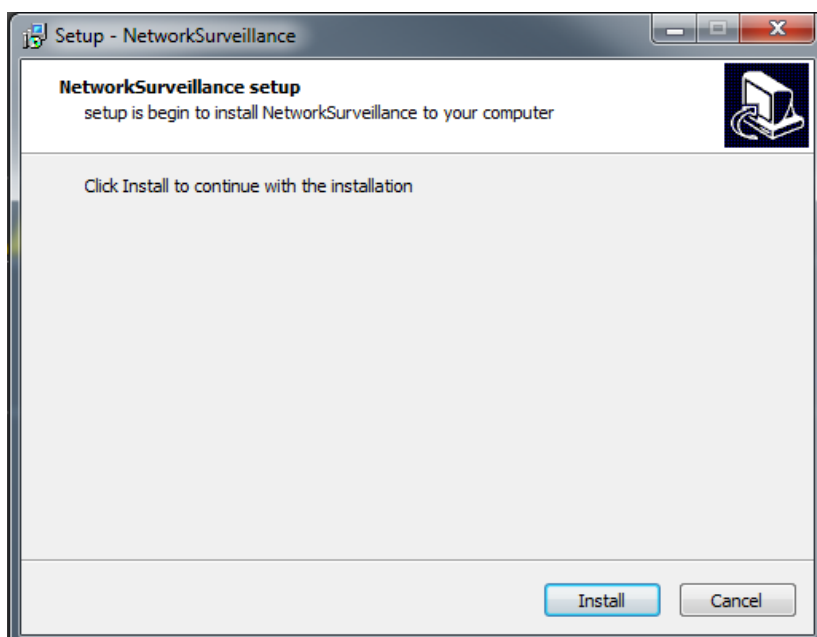 Setup - NetworkSurveillance
NetworkSurveillance setup
setup is begin to install NetworkSurveillance to your computer
Click Install to continue with the installation
Install
Cancel